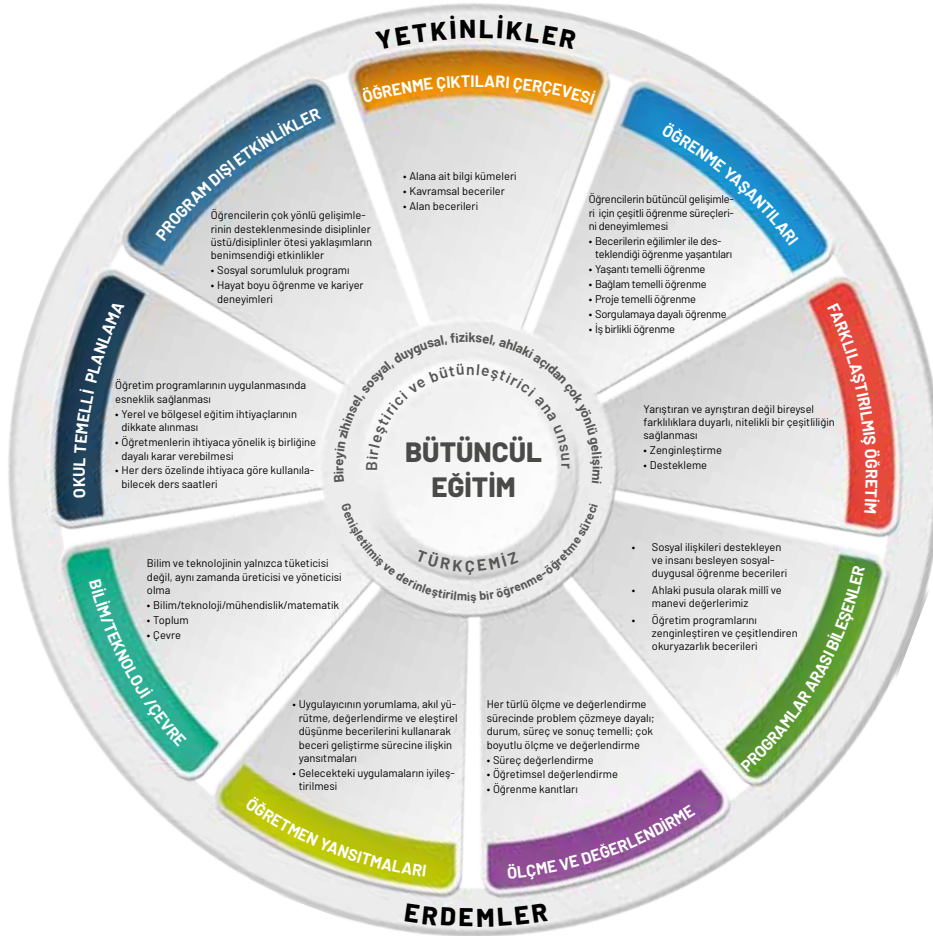 YETKİNLİKLER
ÖĞRENME ÇIKTILARI ÇERÇEVESİ
• Alana ait bilgi kümeleri
• Kavramsal beceriler
• Alan becerileri
ÖĞRENME YAŞANTILARI
Öğrencilerin bütüncül gelişimle-
ri için çeşitli öğrenme süreçleri-
ni deneyimlemesi
• Becerilerin eğilimler ile des-
teklendiği öğrenme yaşantıları
• Yaşantı temelli öğrenme
• Bağlam temelli öğrenme
• Proje temelli öğrenme
• Sorgulamaya dayalı öğrenme
• İş birlikli öğrenme
FARKLILAŞTIRILMIŞ ÖĞRETİM
Yarıştıran ve ayrıştıran değil bireysel
farklılıklara duyarlı, nitelikli bir çeşitliliğin
sağlanması
• Zenginleştirme
• Destekleme
PROGRAMLAR ARASI BİLEŞENLER
• Sosyal ilişkileri destekleyen
ve insanı besleyen sosyal-
duygusal öğrenme becerileri
• Ahlaki pusula olarak millî ve
manevi değerlerimiz
• Öğretim programlarını
zenginleştiren ve çeşitlendiren
okuryazarlık becerileri
ÖLÇME VE DEĞERLENDİRME
Her türlü ölçme ve değerlendirme
sürecinde problem çözmeye dayalı;
durum, süreç ve sonuç temelli; çok
boyutlu ölçme ve değerlendirme
• Süreç değerlendirme
• Öğretimsel değerlendirme
• Öğrenme kanıtları
ÖĞRETMEN YANSITMALARI
• Uygulayıcının yorumlama, akıl yü-
rütme, değerlendirme ve eleştirel
düşünme becerilerini kullanarak
beceri geliştirme sürecine ilişkin
yansıtmaları
• Gelecekteki uygulamaların iyileş-
tirilmesi
BİLİM/TEKNOLOJİ /ÇEVRE
Bilim ve teknolojinin yalnızca tüketicisi
değil, aynı zamanda üreticisi ve yöneticisi
olma
• Bilim/teknoloji/mühendislik/matematik
• Toplum
• Çevre
OKUL TEMELLİ PLANLAMA
Öğretim programlarının uygulanmasında
esneklik sağlanması
• Yerel ve bölgesel eğitim ihtiyaçlarının
dikkate alınması
• Öğretmenlerin ihtiyaca yönelik iş birliğine
dayalı karar verebilmesi
• Her ders özelinde ihtiyaca göre kullanıla-
bilecek ders saatleri
PROGRAM DIŞI ETKİNLİKLER
Öğrencilerin çok yönlü gelişimle-
rinin desteklenmesinde disiplinler
üstü/disiplinler ötesi yaklaşımların
benimsendiği etkinlikler
• Sosyal sorumluluk programı
• Hayat boyu öğrenme ve kariyer
deneyimleri
Bireyin zihinsel, sosyal, duygusal, fiziksel, ahlaki açıdan çok yönlü gelişimi
Birleştirici ve bütünleştirici ana unsur
BÜTÜNCÜL
EĞİTİM
TÜRKÇEMİZ
Genişletilmiş ve derinleştirilmiş bir öğrenme-öğretme süreci
ERDEMLER